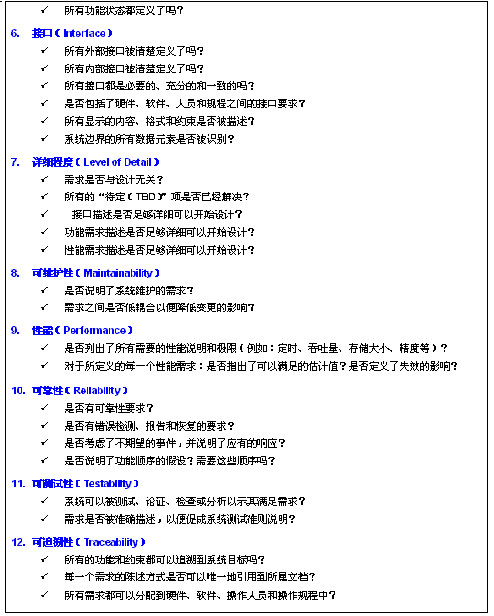 ✓ 所有功能状态都定义了吗?
6. 接口(Interface)
✓ 所有外部接口被清楚定义了吗?
✓ 所有内部接口被清楚定义了吗?
✓ 所有接口都是必要的、充分的和一致的吗?
✓ 是否包括了硬件、软件、人员和规程之间的接口要求?
✓ 所有显示的内容、格式和约束是否被描述?
✓ 系统边界的所有数据元素是否被识别?
7. 详细程度(Level of Detail)
✓ 需求是否与设计无关?
✓ 所有的“待定(TBD)”项是否已经解决?
✓ 接口描述是否足够详细可以开始设计?
✓ 功能需求描述是否足够详细可以开始设计?
✓ 性能需求描述是否足够详细可以开始设计?
8. 可维护性(Maintainability)
✓ 是否说明了系统维护的需求?
✓ 需求之间是否低耦合以便降低变更的影响?
9. 性能(Performance)
✓ 是否列出了所有需要的性能说明和极限(例如:定时、吞吐量、存储大小、精度等)?
✓ 对于所定义的每一个性能需求:是否指出了可以满足的估计值?是否定义了失效的影响?
10. 可靠性(Reliability)
✓ 是否有可靠性要求?
✓ 是否有错误检测、报告和恢复的要求?
✓ 是否考虑了不期望的事件,并说明了应有的响应?
✓ 是否说明了功能顺序的假设?需要这些顺序吗?
11. 可测试性(Testability)
✓ 系统可以被测试、论证、检查或分析以示其满足需求?
✓ 需求是否被准确描述,以便促成系统测试准则说明?
12. 可追溯性(Traceability)
✓ 所有的功能和约束都可以追溯到系统目标吗?
✓ 每一个需求的陈述方式是否可以唯一地引用到所属文档?
✓ 所有需求都可以分配到硬件、软件、操作人员和操作规程中?